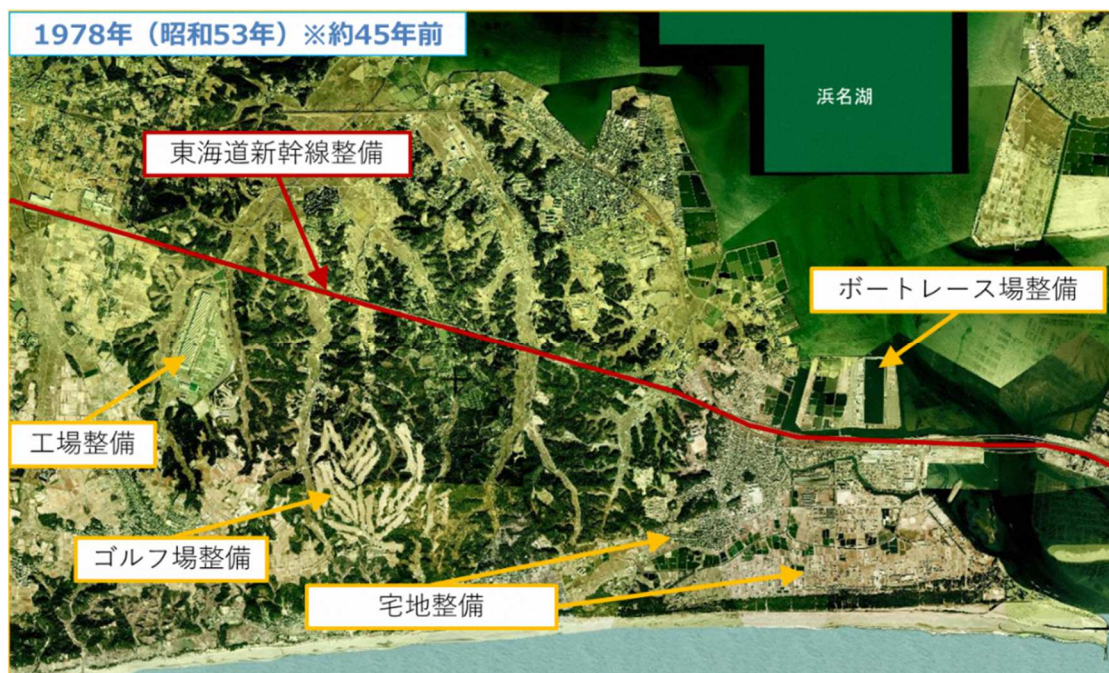 1978年（昭和53年）※約45年前
浜名湖
東海道新幹線整備
ボートレース場整備
工場整備
ゴルフ場整備
宅地整備